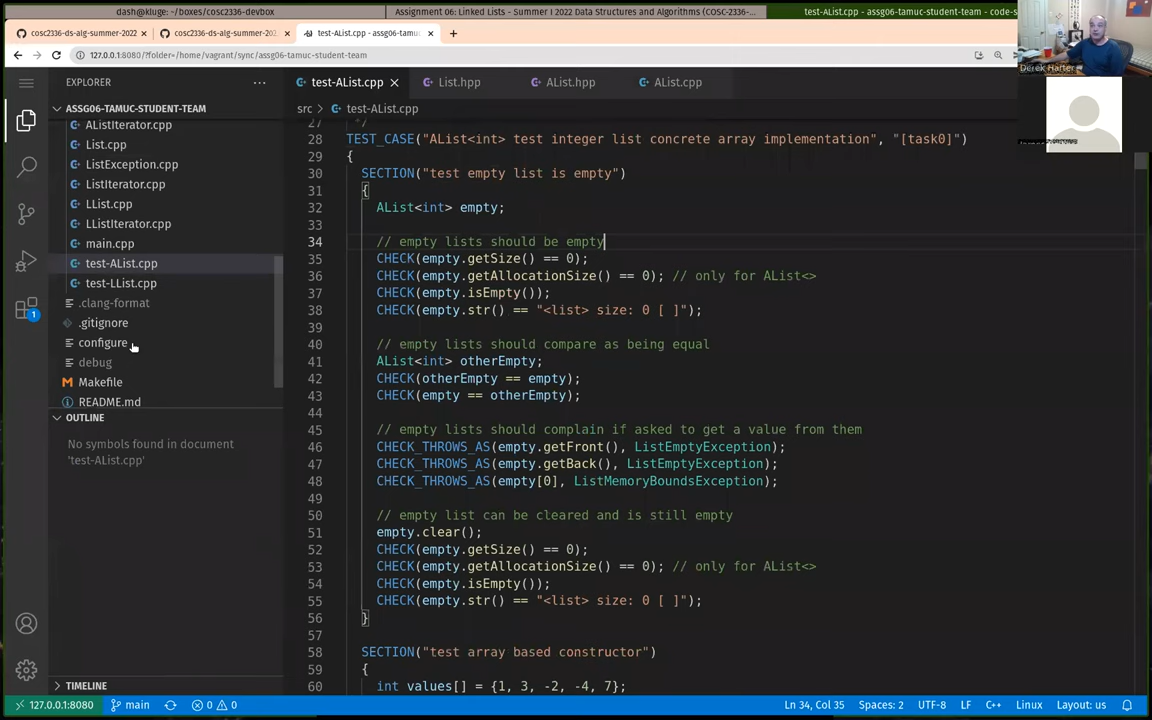 dash@kluge: ~/boxes/cosc2336-devbox
Assignment 06: Linked Lists - Summer I 2022 Data Structures and Algorithms (COSC-2336-...
test-AList.cpp - assg06-tamuc-student-team - code-s
cosc2336-ds-alg-summer-2022
cosc2336-ds-alg-summer-202
test-AList.cpp - assg06-tamuc
127.0.0.1:8080/?folder=/home/vagrant/sync/assg06-tamuc-student-team
Derek Harter
EXPLORER
test-AList.cpp
List.hpp
AList.hpp
AList.cpp
ASSG06-TAMUC-STUDENT-TEAM
src > test-AList.cpp
AListIterator.cpp
List.cpp
ListException.cpp
ListIterator.cpp
LList.cpp
LListIterator.cpp
main.cpp
test-AList.cpp
test-LList.cpp
.clang-format
.gitignore
configure
debug
Makefile
README.md
OUTLINE
No symbols found in document
'test-AList.cpp'
TIMELINE
27 */
28 TEST_CASE("AList<int> test integer list concrete array implementation", "[task0]")
29 {
30 SECTION("test empty list is empty")
31 {
32 AList<int> empty;
33
34 // empty lists should be empty
35 CHECK(empty.getSize() == 0);
36 CHECK(empty.getAllocationSize() == 0); // only for AList<>
37 CHECK(empty.isEmpty());
38 CHECK(empty.str() == "<list> size: 0 [ ]");
39
40 // empty lists should compare as being equal
41 AList<int> otherEmpty;
42 CHECK(otherEmpty == empty);
43 CHECK(empty == otherEmpty);
44
45 // empty lists should complain if asked to get a value from them
46 CHECK_THROWS_AS(empty.getFront(), ListEmptyException);
47 CHECK_THROWS_AS(empty.getBack(), ListEmptyException);
48 CHECK_THROWS_AS(empty[0], ListMemoryBoundsException);
49
50 // empty list can be cleared and is still empty
51 empty.clear();
52 CHECK(empty.getSize() == 0);
53 CHECK(empty.getAllocationSize() == 0); // only for AList<>
54 CHECK(empty.isEmpty());
55 CHECK(empty.str() == "<list> size: 0 [ ]");
56 }
57
58 SECTION("test array based constructor")
59 {
60 int values[] = {1, 3, -2, -4, 7};
1
127.0.0.1:8080
main
0
0
Ln 34, Col 35
Spaces: 2
UTF-8
LF
C++
Linux
Layout: us